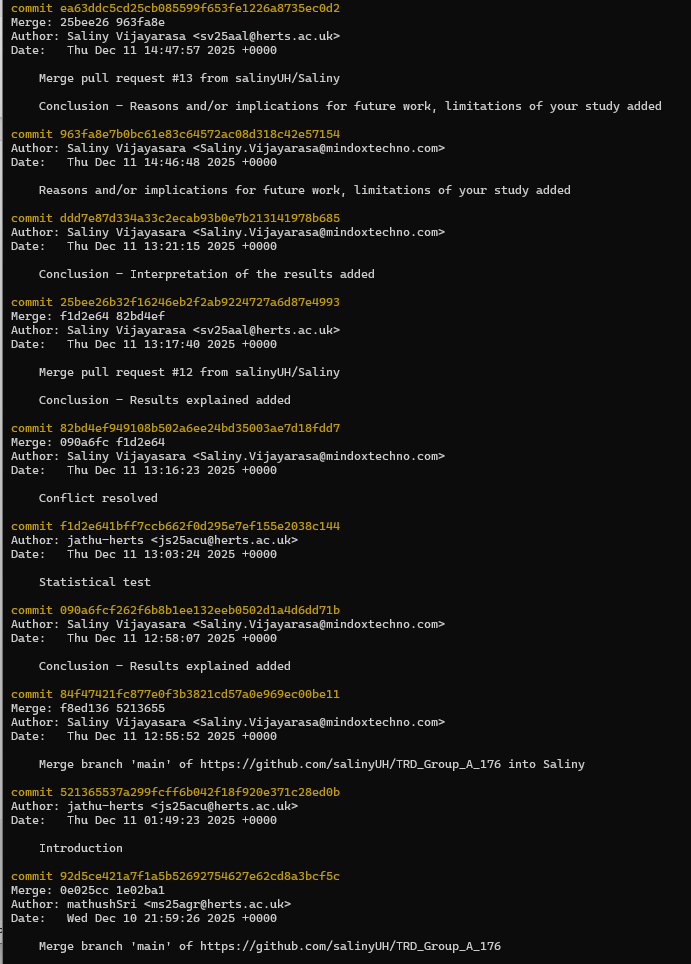 commit ea63ddc5cd25cb085599f653fe1226a8735ec0d2
Merge: 25bee26 963fa8e
Author: Saliny Vijayarasa <sv25aal@herts.ac.uk>
Date:   Thu Dec 11 14:47:57 2025 +0000
    Merge pull request #13 from salinyUH/Saliny
    Conclusion - Reasons and/or implications for future work, limitations of your study added
commit 963fa8e7b0bc61e83c64572ac08d318c42e57154
Author: Saliny Vijayasara <Saliny.Vijayarasa@mindoxtechno.com>
Date:   Thu Dec 11 14:46:48 2025 +0000
    Reasons and/or implications for future work, limitations of your study added
commit ddd7e87d334a33c2ecab93b0e7b213141978b685
Author: Saliny Vijayasara <Saliny.Vijayarasa@mindoxtechno.com>
Date:   Thu Dec 11 13:21:15 2025 +0000
    Conclusion - Interpretation of the results added
commit 25bee26b32f16246eb2f2ab9224727a6d87e4993
Merge: f1d2e64 82bd4ef
Author: Saliny Vijayarasa <sv25aal@herts.ac.uk>
Date:   Thu Dec 11 13:17:40 2025 +0000
    Merge pull request #12 from salinyUH/Saliny
    Conclusion - Results explained added
commit 82bd4ef949108b502a6ee24bd35003ae7d18fdd7
Merge: 090a6fc f1d2e64
Author: Saliny Vijayasara <Saliny.Vijayarasa@mindoxtechno.com>
Date:   Thu Dec 11 13:16:23 2025 +0000
    Conflict resolved
commit f1d2e641bff7ccb662f0d295e7ef155e2038c144
Author: jathu-herts <js25acu@herts.ac.uk>
Date:   Thu Dec 11 13:03:24 2025 +0000
    Statistical test
commit 090a6fcf262f6b8b1ee132eeb0502d1a4d6dd71b
Author: Saliny Vijayasara <Saliny.Vijayarasa@mindoxtechno.com>
Date:   Thu Dec 11 12:58:07 2025 +0000
    Conclusion - Results explained added
commit 84f47421fc877e0f3b3821cd57a0e969ec00be11
Merge: f8ed136 5213655
Author: Saliny Vijayasara <Saliny.Vijayarasa@mindoxtechno.com>
Date:   Thu Dec 11 12:55:52 2025 +0000
    Merge branch 'main' of https://github.com/salinyUH/TRD_Group_A_176 into Saliny
commit 521365537a299fcff6b042f18f920e371c28ed0b
Author: jathu-herts <js25acu@herts.ac.uk>
Date:   Thu Dec 11 01:49:23 2025 +0000
    Introduction
commit 92d5ce421a7f1a5b52692754627e62cd8a3bcf5c
Merge: 0e025cc 1e02ba1
Author: mathushSri <ms25agr@herts.ac.uk>
Date:   Wed Dec 10 21:59:26 2025 +0000
    Merge branch 'main' of https://github.com/salinyUH/TRD_Group_A_176